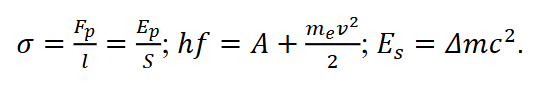 σ = F_p/l = E_p/S; hf = A + m_e v²/2; E_s = Δmc².